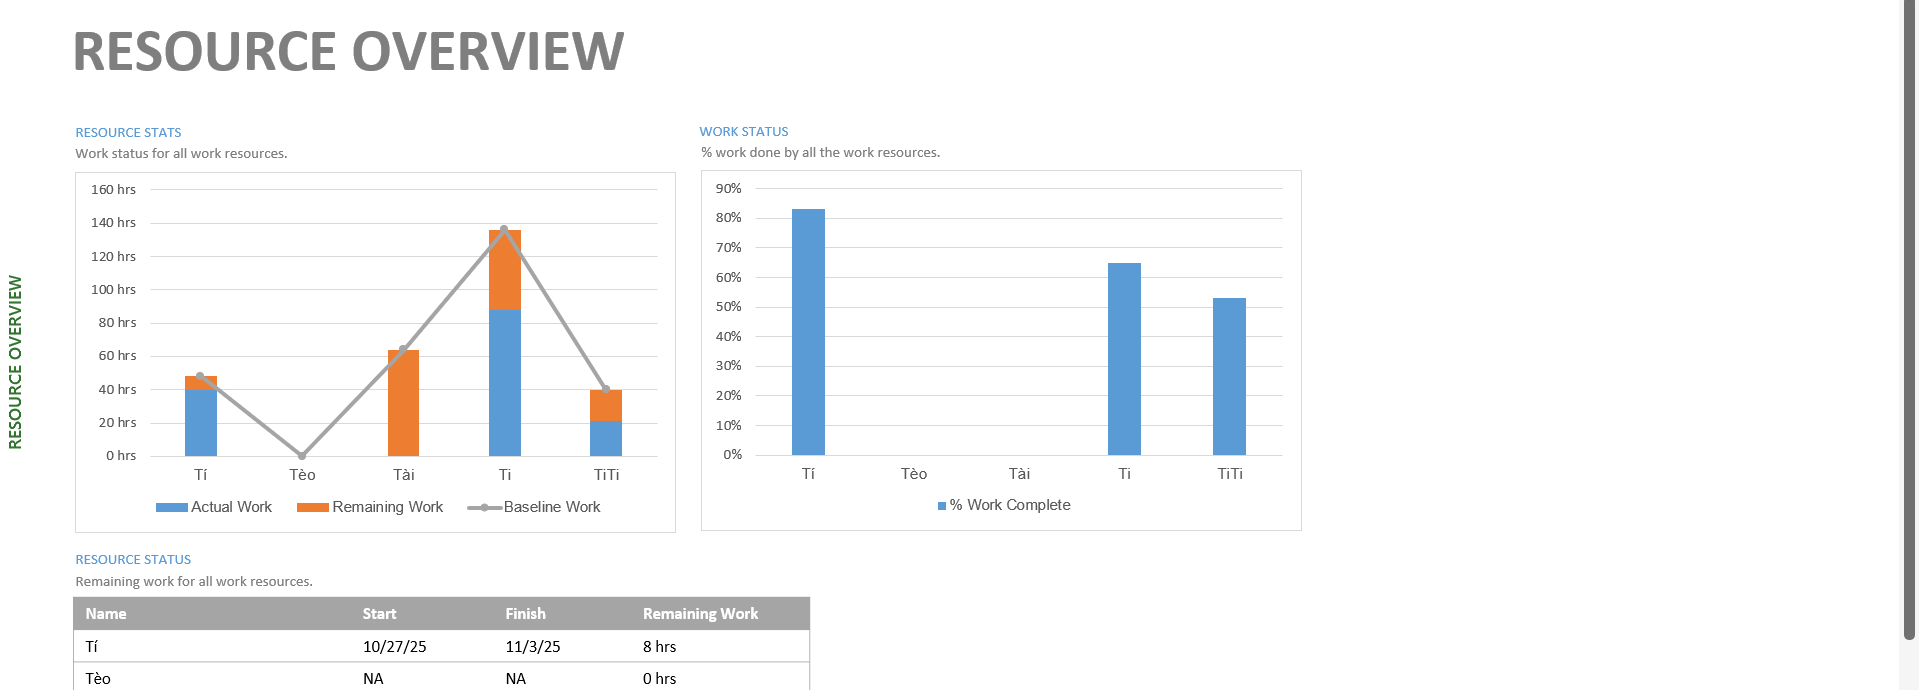 RESOURCE OVERVIEW
RESOURCE OVERVIEW
RESOURCE STATS
Work status for all work resources.
160 hrs
140 hrs
120 hrs
100 hrs
80 hrs
60 hrs
40 hrs
20 hrs
0 hrs
Tí Tèo Tài Ti TiTi
Actual Work Remaining Work Baseline Work
WORK STATUS
% work done by all the work resources.
90%
80%
70%
60%
50%
40%
30%
20%
10%
0%
Tí Tèo Tài Ti TiTi
% Work Complete
RESOURCE STATUS
Remaining work for all work resources.
Name Start Finish Remaining Work
Tí 10/27/25 11/3/25 8 hrs
Tèo NA NA 0 hrs